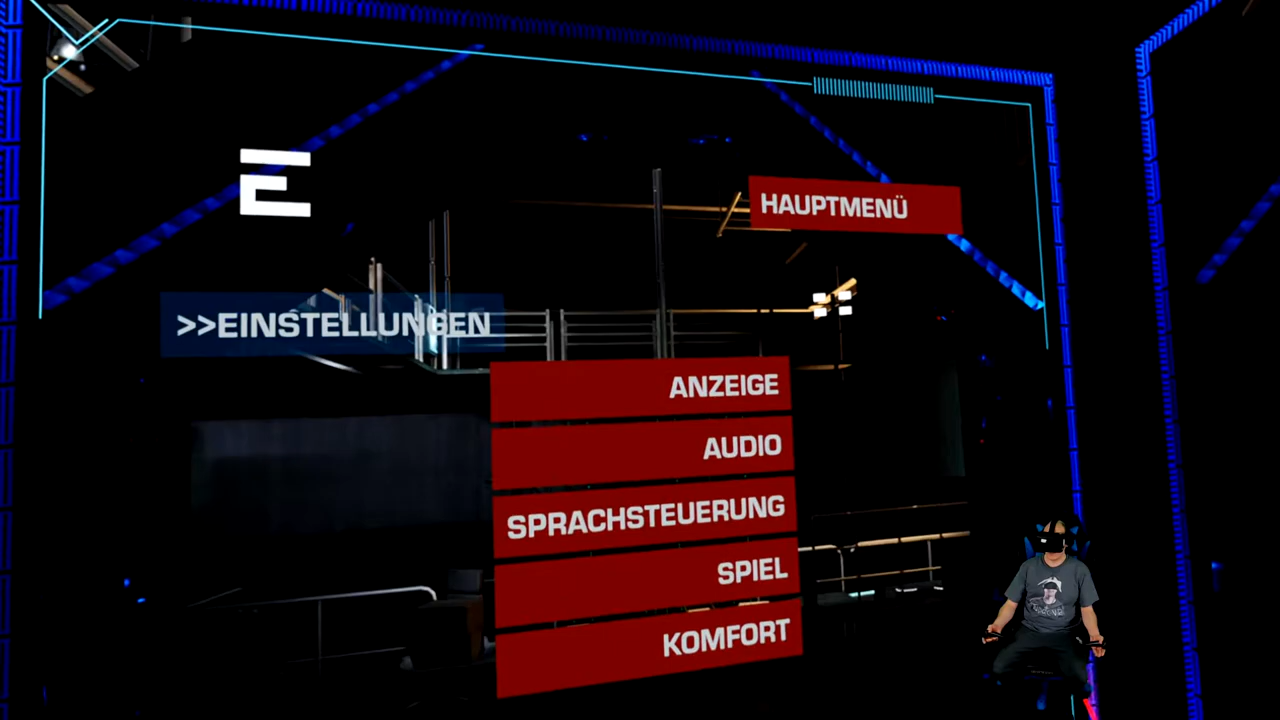 E
HAUPTMENÜ
>>EINSTELLUNGEN
ANZEIGE
AUDIO
SPRACHSTEUERUNG
SPIEL
KOMFORT